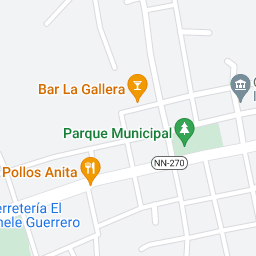 Bar La Gallera
Parque Municipal
NN-270
Pollos Anita
erretería El
nele Guerrero